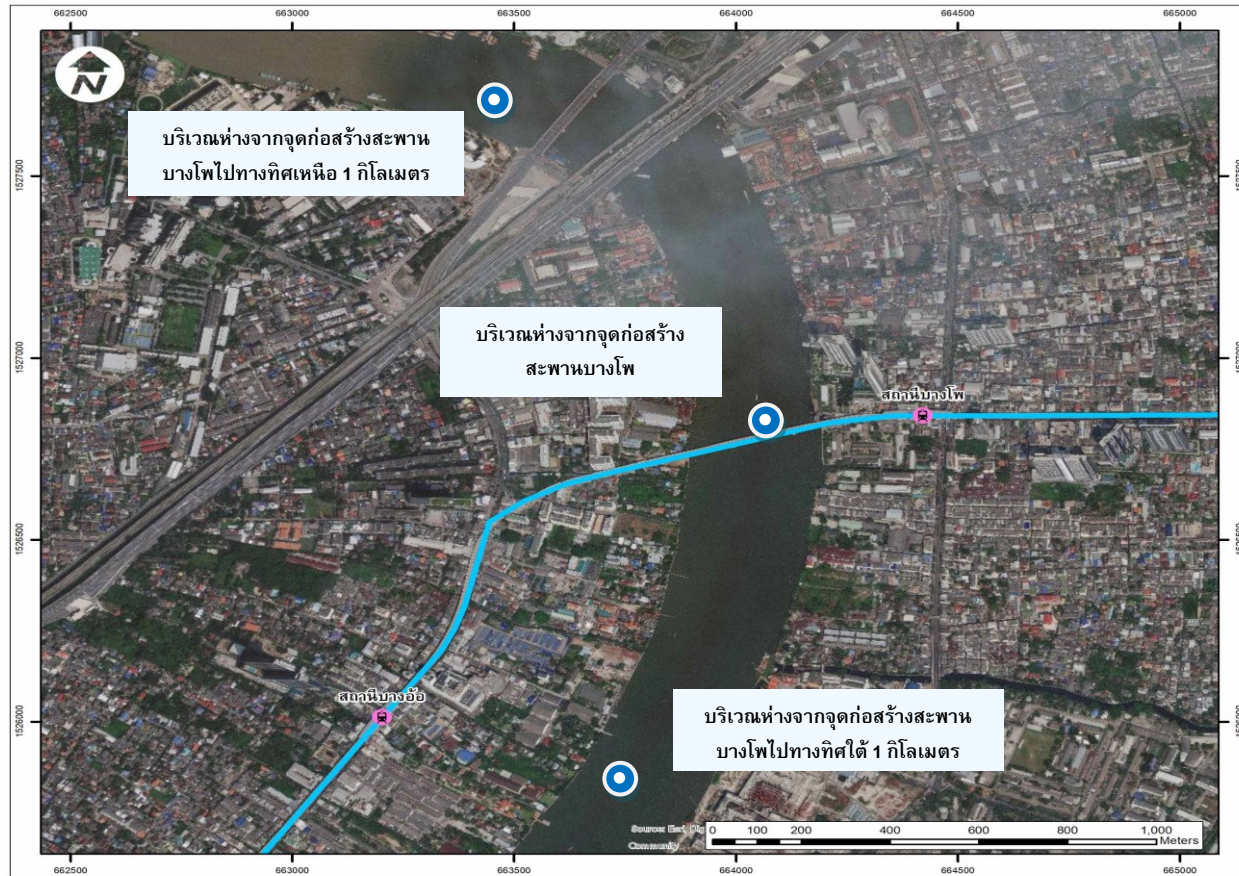 662500 663000 663500 664000 664500 665000
N
บริเวณห่างจากจุดก่อสร้างสะพาน
บางโพไปทางทิศเหนือ 1 กิโลเมตร
1527500 1527500
บริเวณห่างจากจุดก่อสร้าง
สะพานบางโพ
1527000 1527000
สถานีบางโพ
1526500 1526500
สถานีบางอ้อ
บริเวณห่างจากจุดก่อสร้างสะพาน
บางโพไปทางทิศใต้ 1 กิโลเมตร
1526000 1526000
Source: Esri,
Community
0 100 200 400 600 800 1,000
Meters
662500 663000 663500 664000 664500 665000